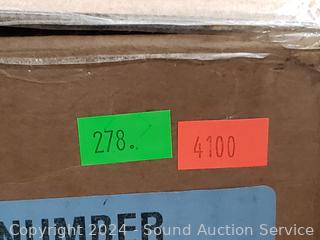 278.
4100
NUMBER
Copyright 2024 - Sound Auction Service